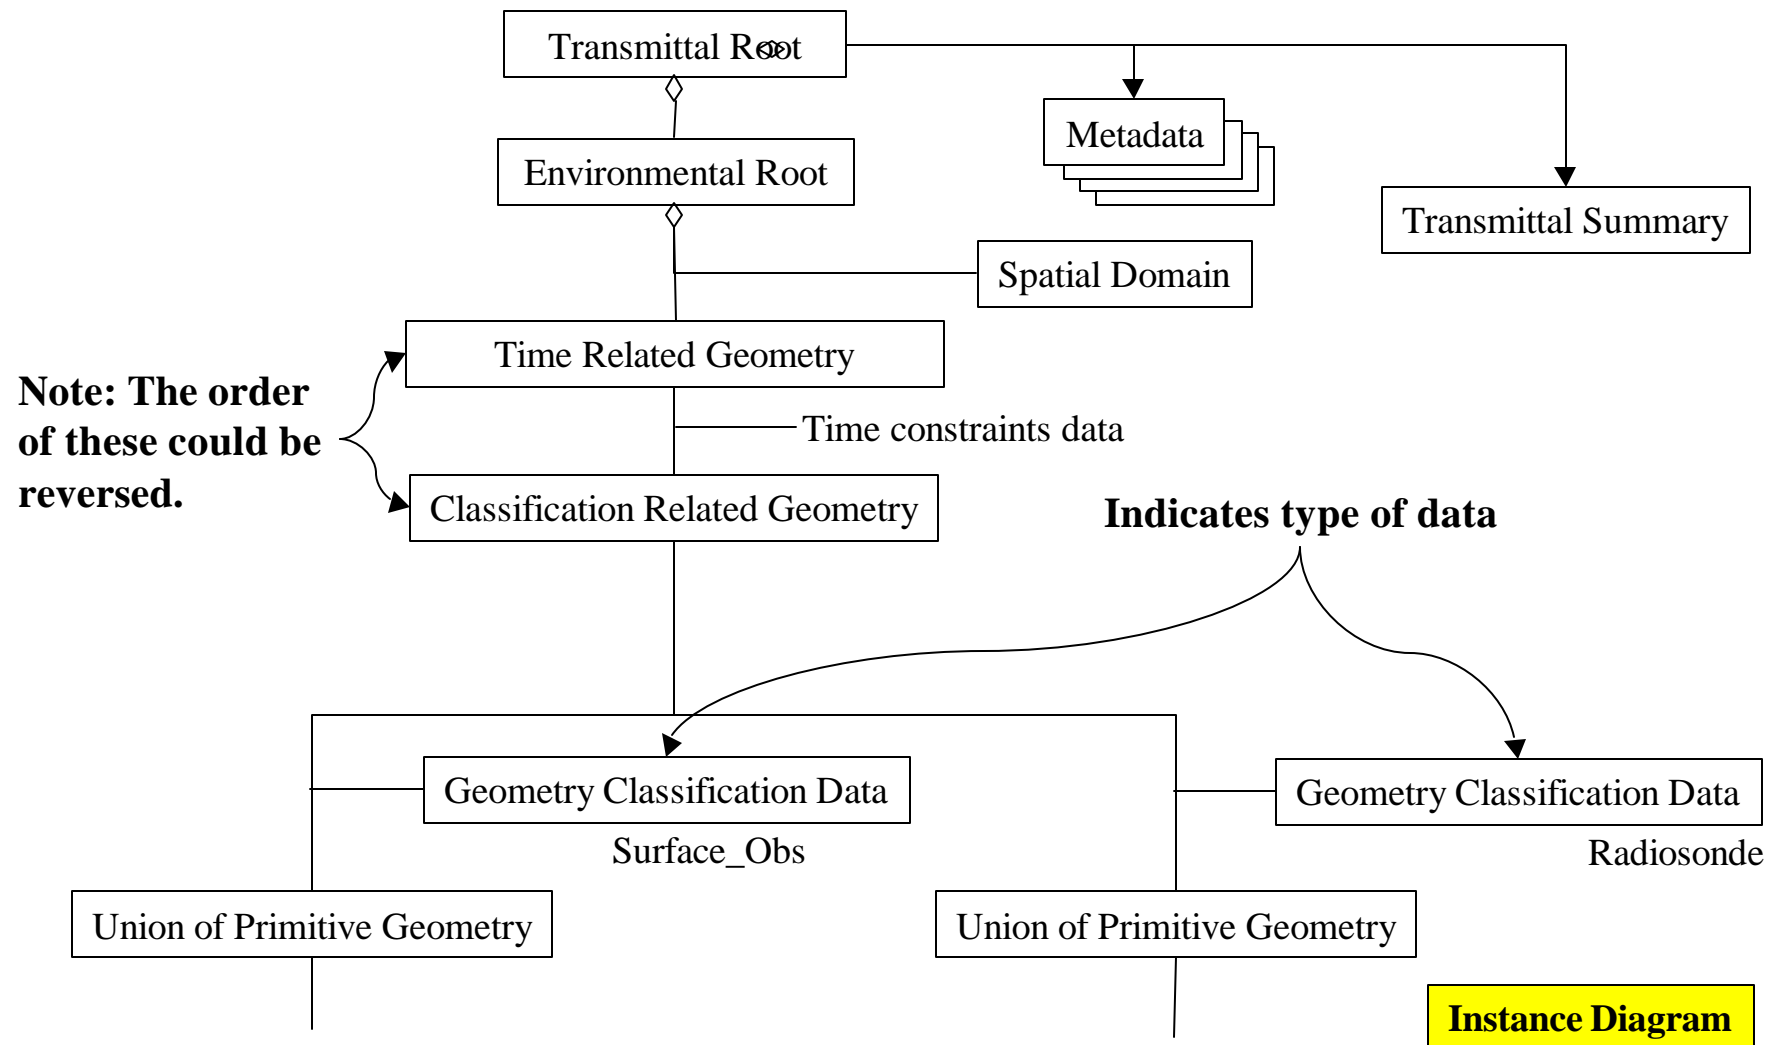 Transmittal Root
Environmental Root
Metadata
Transmittal Summary
Spatial Domain
Time Related Geometry
Note: The order
of these could be
reversed.
Time constraints data
Classification Related Geometry
Indicates type of data
Geometry Classification Data
Surface_Obs
Geometry Classification Data
Radiosonde
Union of Primitive Geometry
Union of Primitive Geometry
Instance Diagram